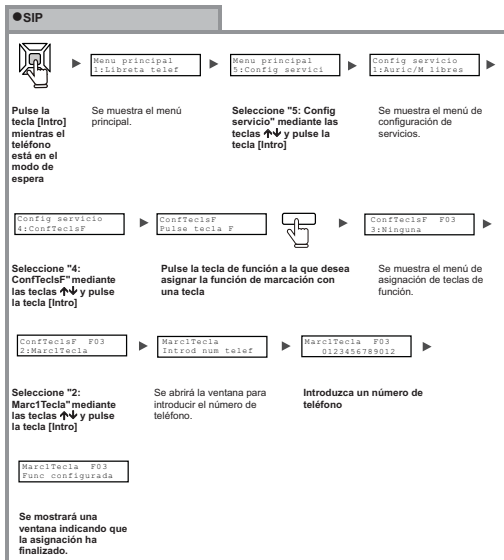 ●SIP
Menu principal
1:Libreta telef
Menu principal
5:Config servici
Config servicio
1:Auric/M libres
Pulse la
tecla [Intro]
mientras el
teléfono
está en el
modo de
espera
Se muestra el menú
principal.
Seleccione "5: Config
servicio" mediante las
teclas ↑↓ y pulse la
tecla [Intro]
Se muestra el menú de
configuración de
servicios.
Config servicio
4:ConfTeclsF
ConfTeclsF
Pulse tecla F
ConfTeclsF F03
3:Ninguna
Seleccione "4:
ConfTeclsF" mediante
las teclas ↑↓ y pulse
la tecla [Intro]
Pulse la tecla de función a la que desea
asignar la función de marcación con
una tecla
Se muestra el menú de
asignación de teclas de
función.
ConfTeclsF F03
2:Marc1Tecla
Marc1Tecla
Introd num telef
Marc1Tecla F03
0123456789012
Seleccione "2:
Marc1Tecla" mediante
las teclas ↑↓ y pulse
la tecla [Intro]
Se abrirá la ventana para
introducir el número de
teléfono.
Introduzca un número de
teléfono
Marc1Tecla F03
Func configurada
Se mostrará una
ventana indicando que
la asignación ha
finalizado.